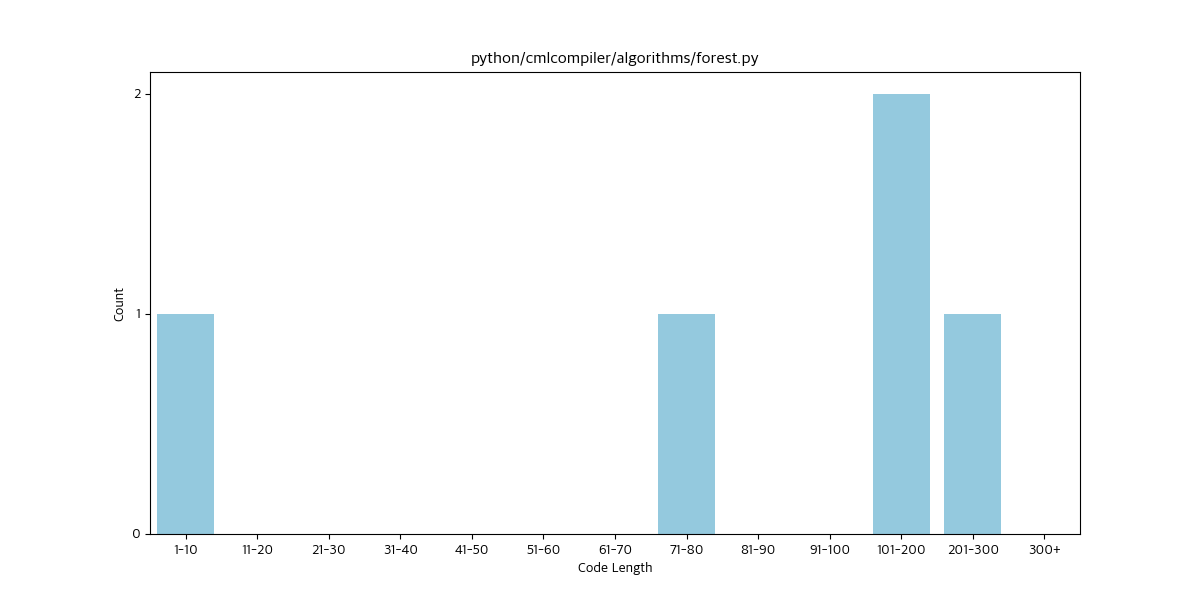 python/cmlcompiler/algorithms/forest.py
2
1
0
Count
1-10 11-20 21-30 31-40 41-50 51-60 61-70 71-80 81-90 91-100 101-200 201-300 300+
Code Length